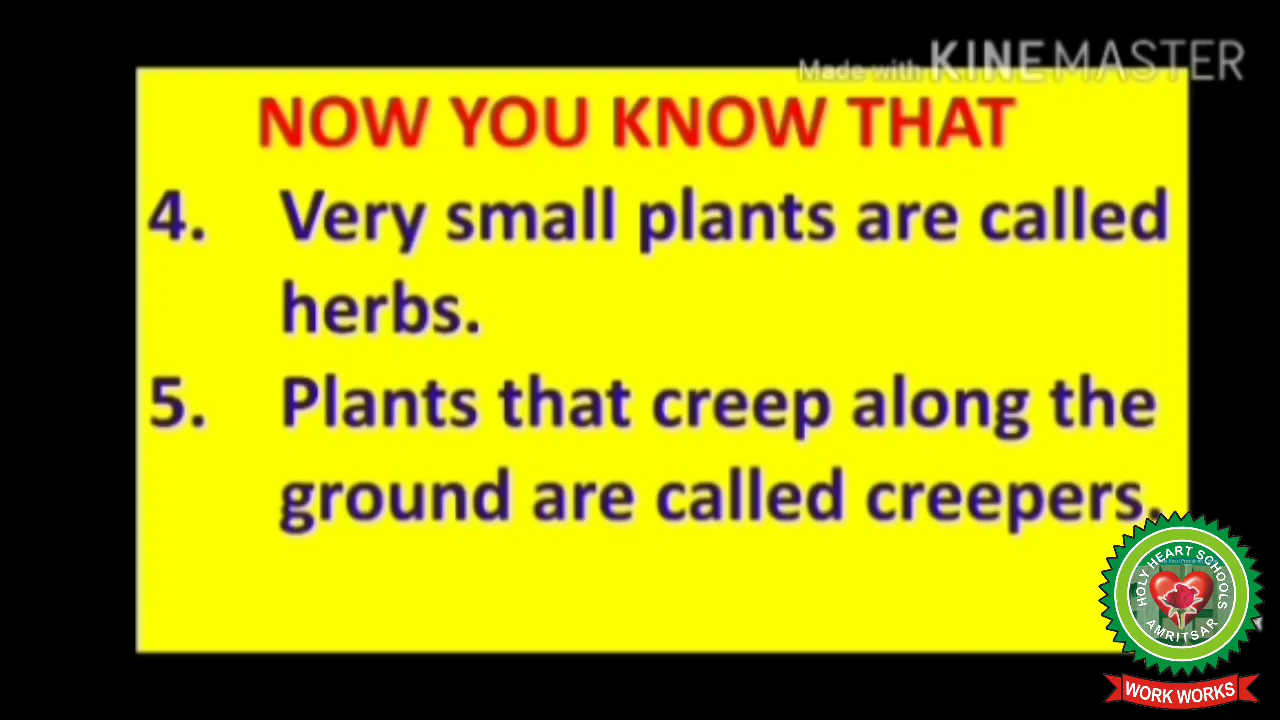 Made with KINEMASTER
NOW YOU KNOW THAT
4. Very small plants are called
herbs.
5. Plants that creep along the
ground are called creepers.
HOLY HEART SCHOOLS
AMRITSAR
WORK WORKS